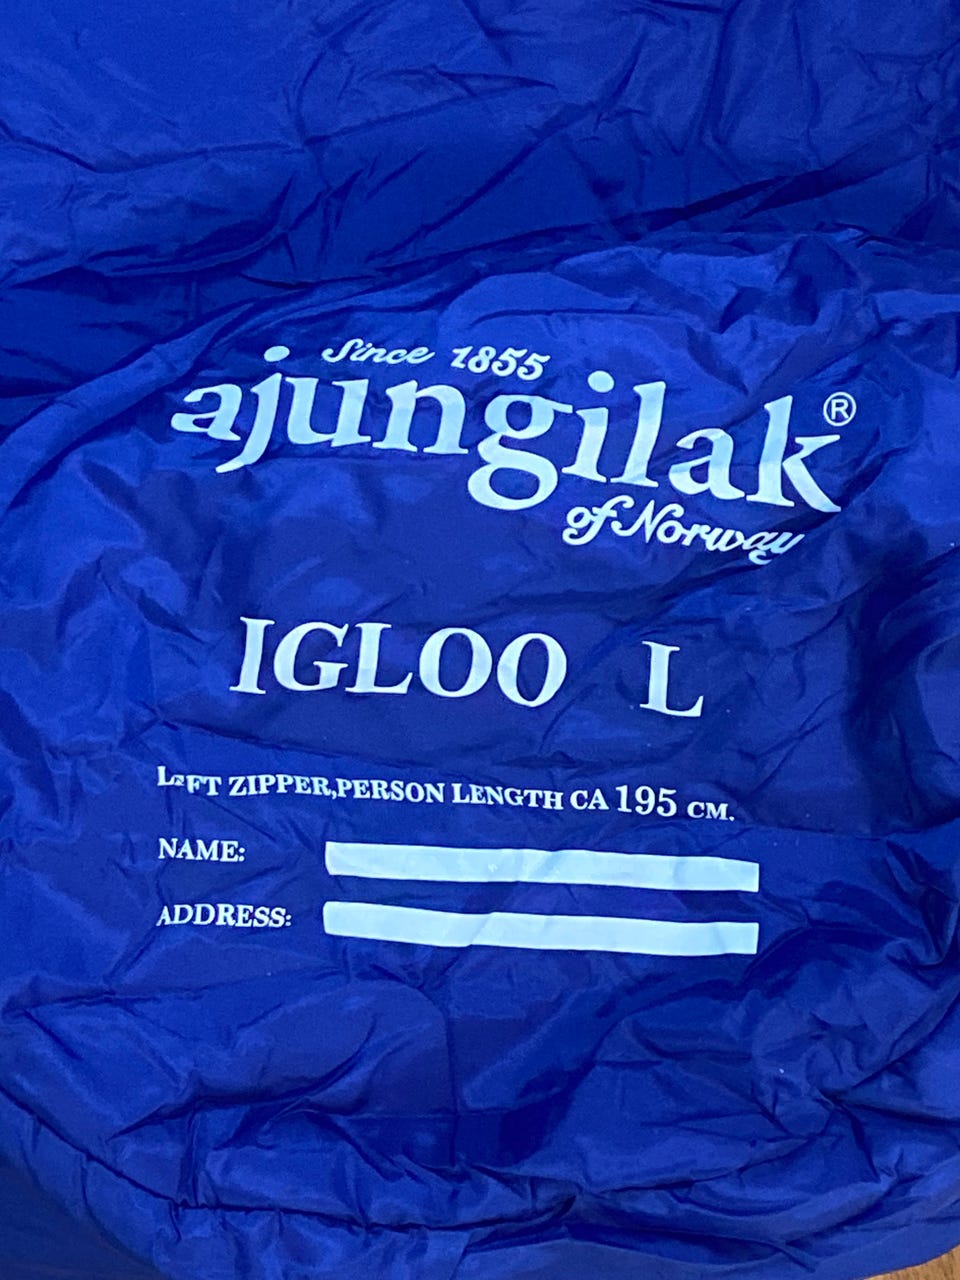 Since 1855
ajungilak®
of Norway
IGLOO L
LEFT ZIPPER,PERSON LENGTH CA 195 CM.
NAME:
ADDRESS: